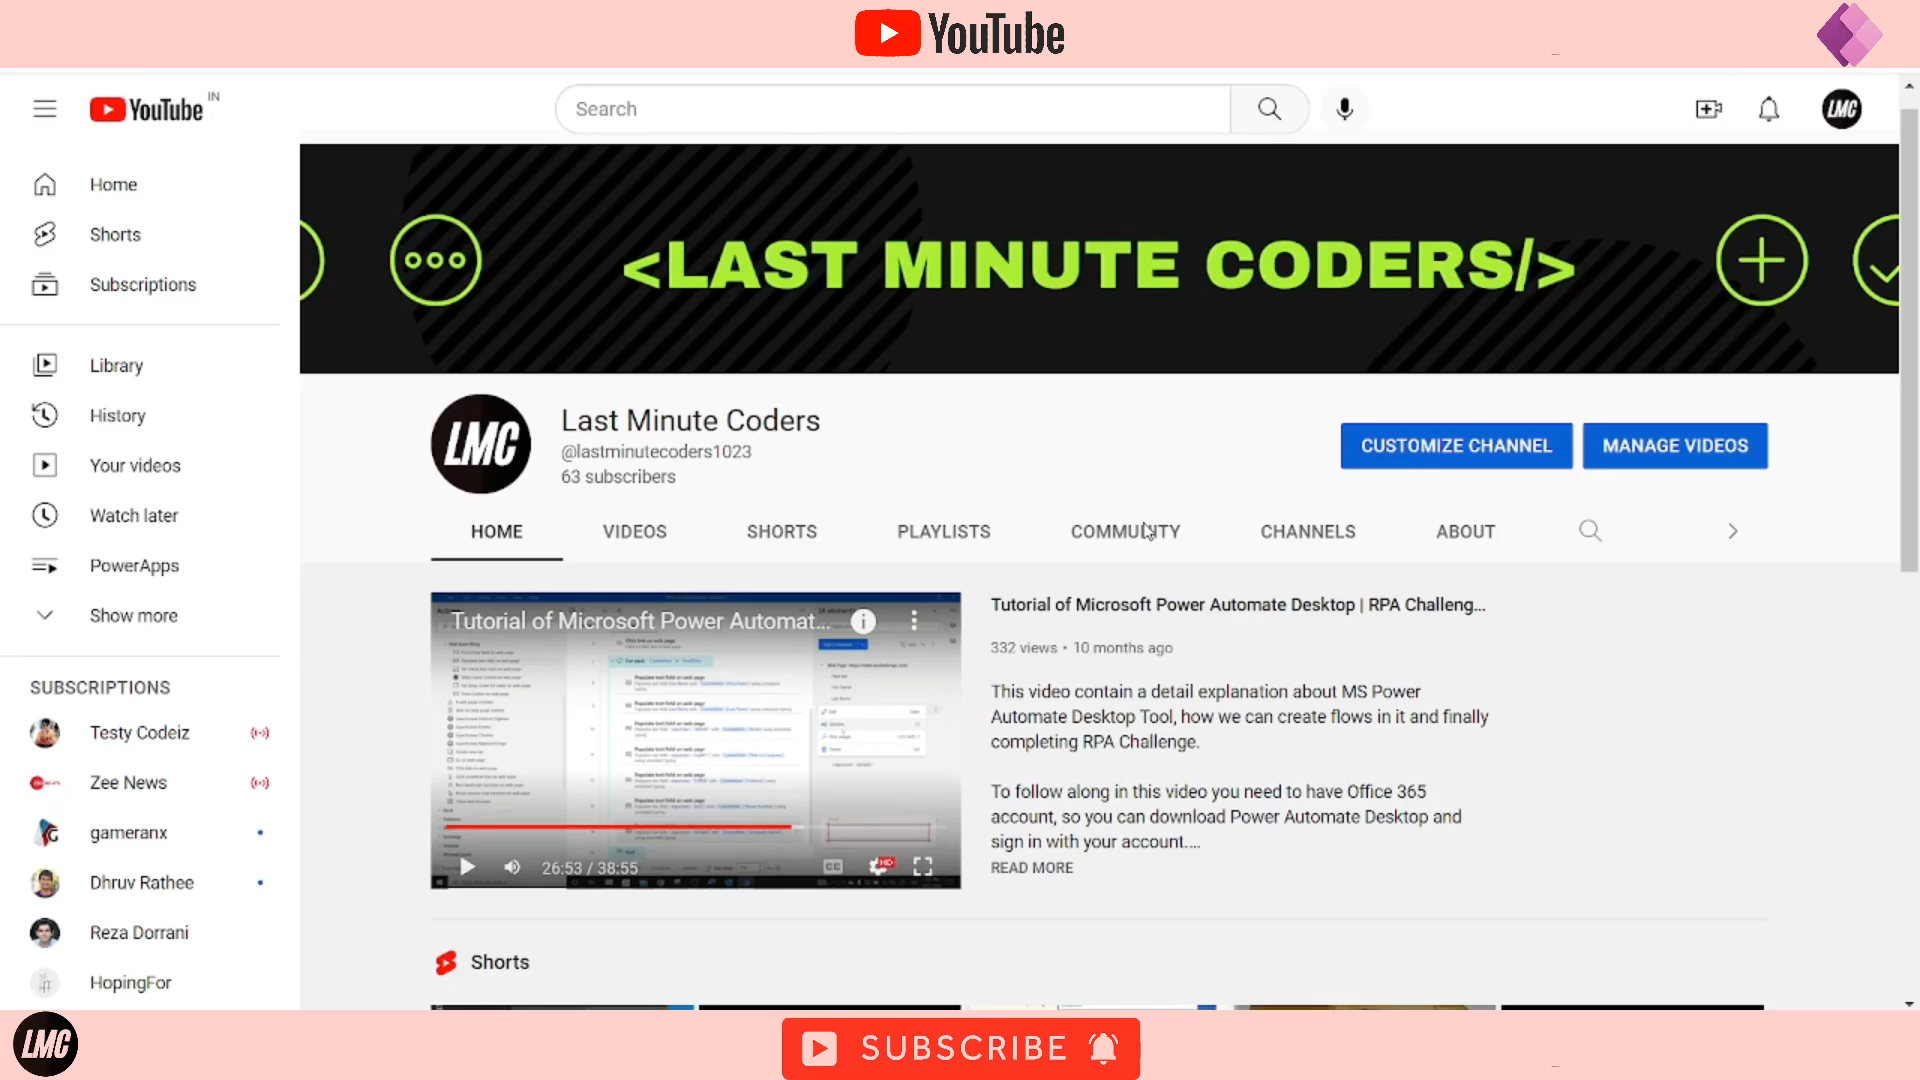 YouTube
YouTube IN
Search
LMC
Home
Shorts
Subscriptions
Library
History
Your videos
Watch later
PowerApps
Show more
SUBSCRIPTIONS
Testy Codeiz
Zee News
gameranx
Dhruv Rathee
Reza Dorrani
HopingFor
<LAST MINUTE CODERS/>
LMC
Last Minute Coders
@lastminutecoders1023
63 subscribers
CUSTOMIZE CHANNEL
MANAGE VIDEOS
HOME
VIDEOS
SHORTS
PLAYLISTS
COMMUNITY
CHANNELS
ABOUT
Tutorial of Microsoft Power Automat...
26:53 / 38:55
CC
HD
Tutorial of Microsoft Power Automate Desktop | RPA Challeng...
332 views • 10 months ago
This video contain a detail explanation about MS Power
Automate Desktop Tool, how we can create flows in it and finally
completing RPA Challenge.
To follow along in this video you need to have Office 365
account, so you can download Power Automate Desktop and
sign in with your account....
READ MORE
Shorts
LMC
SUBSCRIBE